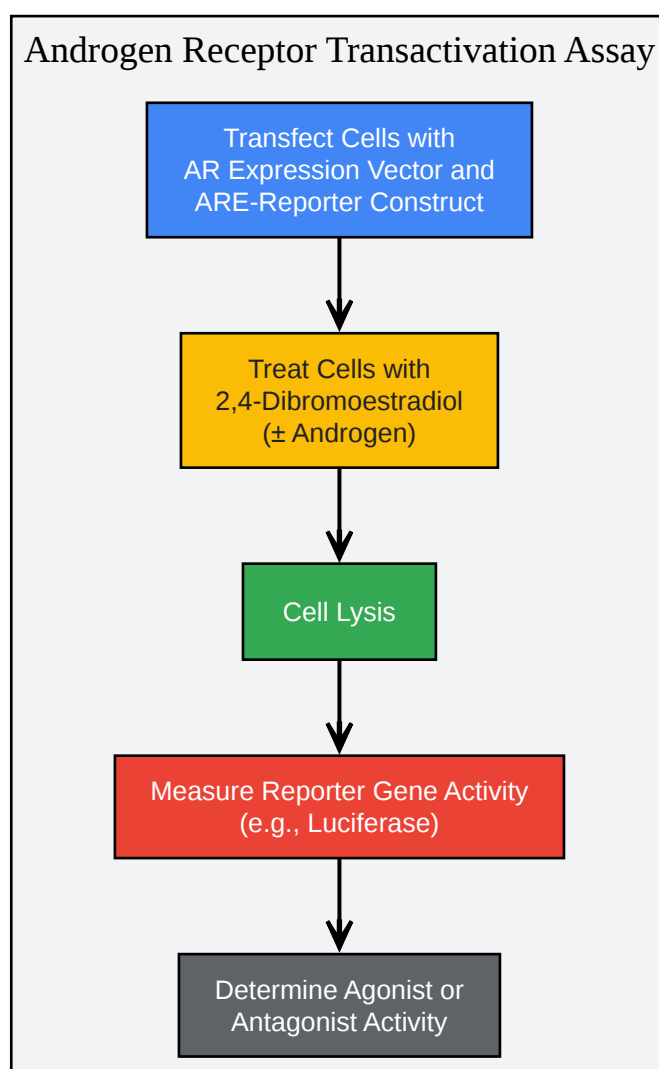 Androgen Receptor Transactivation Assay
Transfect Cells with
AR Expression Vector and
ARE-Reporter Construct
Treat Cells with
2,4-Dibromoestradiol
(± Androgen)
Cell Lysis
Measure Reporter Gene Activity
(e.g., Luciferase)
Determine Agonist or
Antagonist Activity